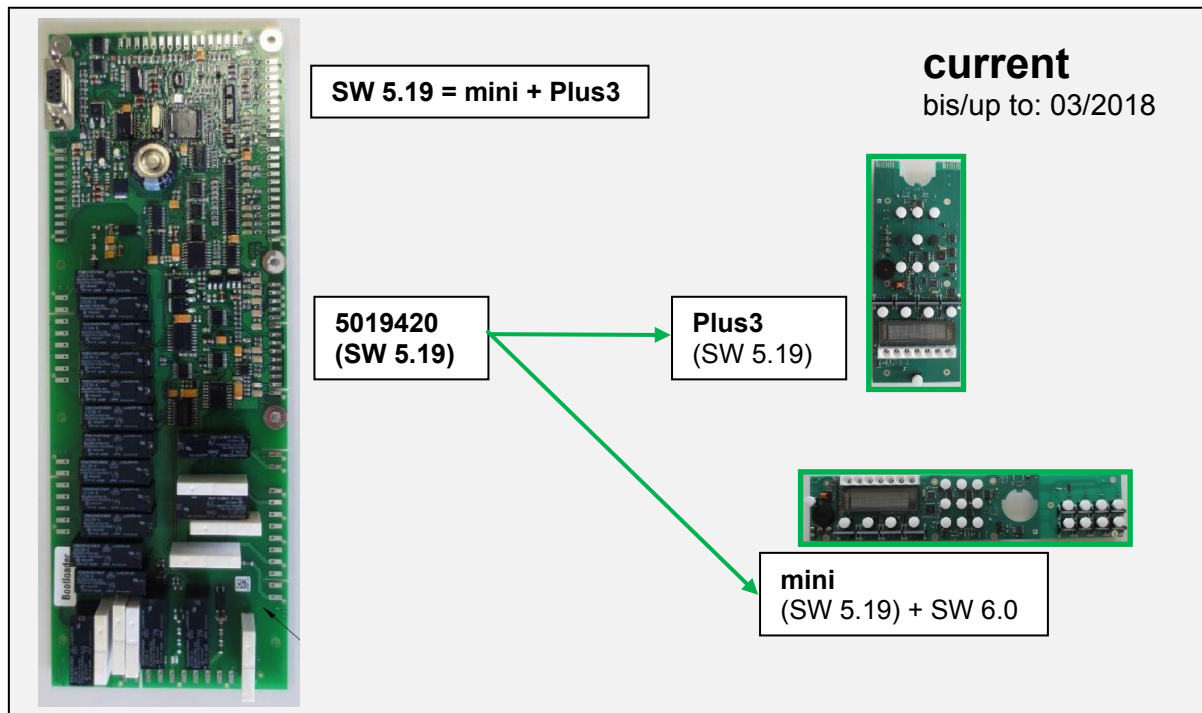 SW 5.19 = mini + Plus3
current
bis/up to: 03/2018
5019420
(SW 5.19)
Plus3
(SW 5.19)
mini
(SW 5.19) + SW 6.0
Bootloader